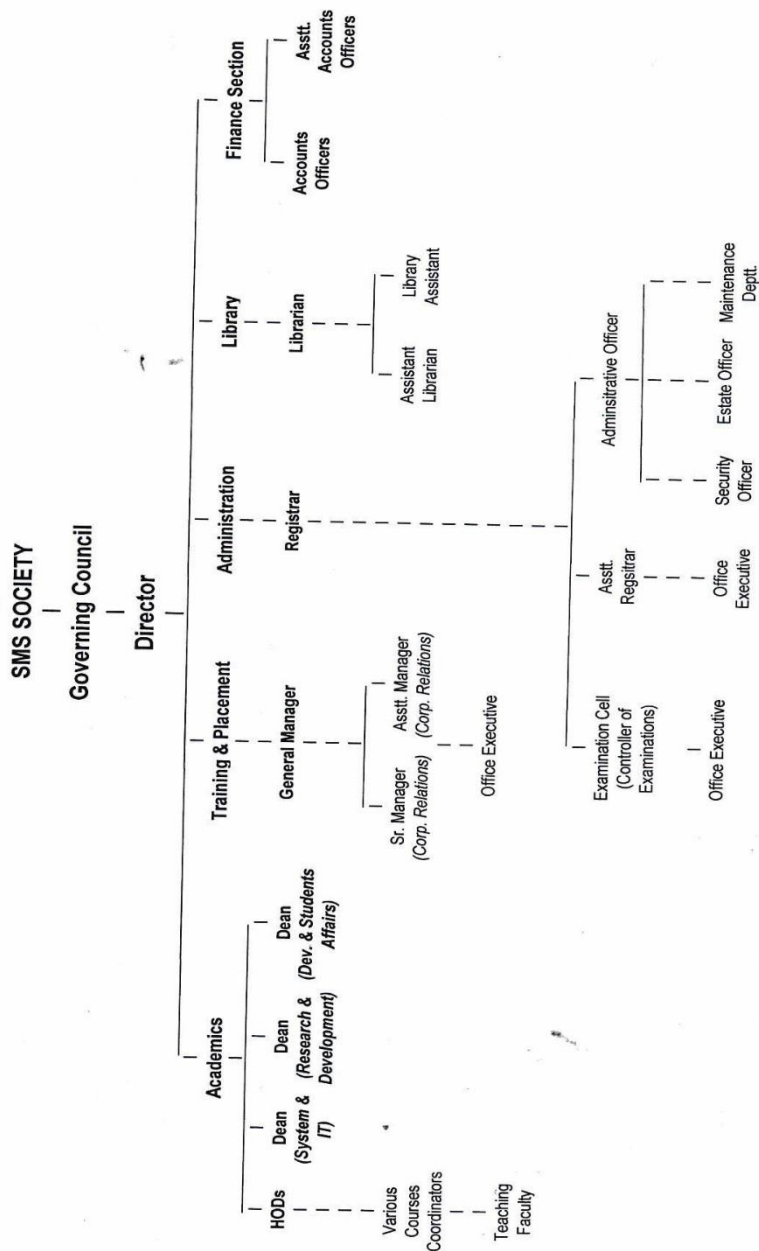 SMS SOCIETY
Governing Council
Director
Academics
Training & Placement
Administration
Library
Finance Section
HODs
Dean
(System &
IT)
Dean
(Research &
Development)
Dean
(Dev. & Students
Affairs)
General Manager
Registrar
Librarian
Accounts
Officers
Asstt.
Accounts
Officers
Various
Courses
Coordinators
Teaching
Faculty
Sr. Manager
(Corp. Relations)
Asstt. Manager
(Corp. Relations)
Office Executive
Assistant
Librarian
Library
Assistant
Examination Cell
(Controller of
Examinations)
Office Executive
Asstt.
Regsitrar
Office
Executive
Adminsitrative Officer
Security
Officer
Estate Officer
Maintenance
Deptt.